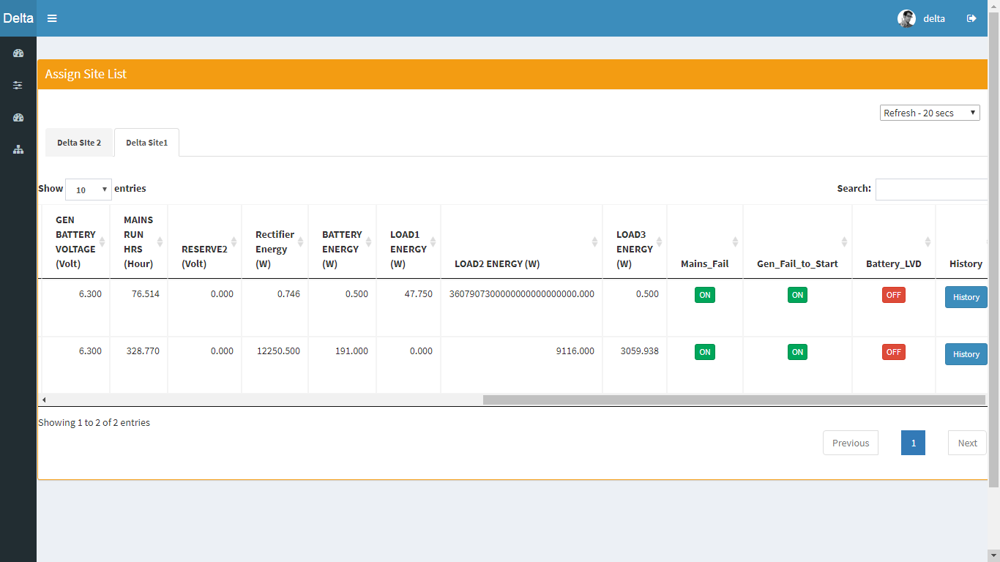 Delta
delta
Assign Site List
Refresh - 20 secs
Delta SIte 2
Delta Site1
Show 10 entries
Search:
GEN BATTERY VOLTAGE (Volt)
MAINS RUN HRS (Hour)
RESERVE2 (Volt)
Rectifier Energy (W)
BATTERY ENERGY (W)
LOAD1 ENERGY (W)
LOAD2 ENERGY (W)
LOAD3 ENERGY (W)
Mains_Fail
Gen_Fail_to_Start
Battery_LVD
History
6.300 76.514 0.000 0.746 0.500 47.750 3607907300000000000000000.000 0.500 ON ON OFF History
6.300 328.770 0.000 12250.500 191.000 0.000 9116.000 3059.938 ON ON OFF History
Showing 1 to 2 of 2 entries
Previous 1 Next